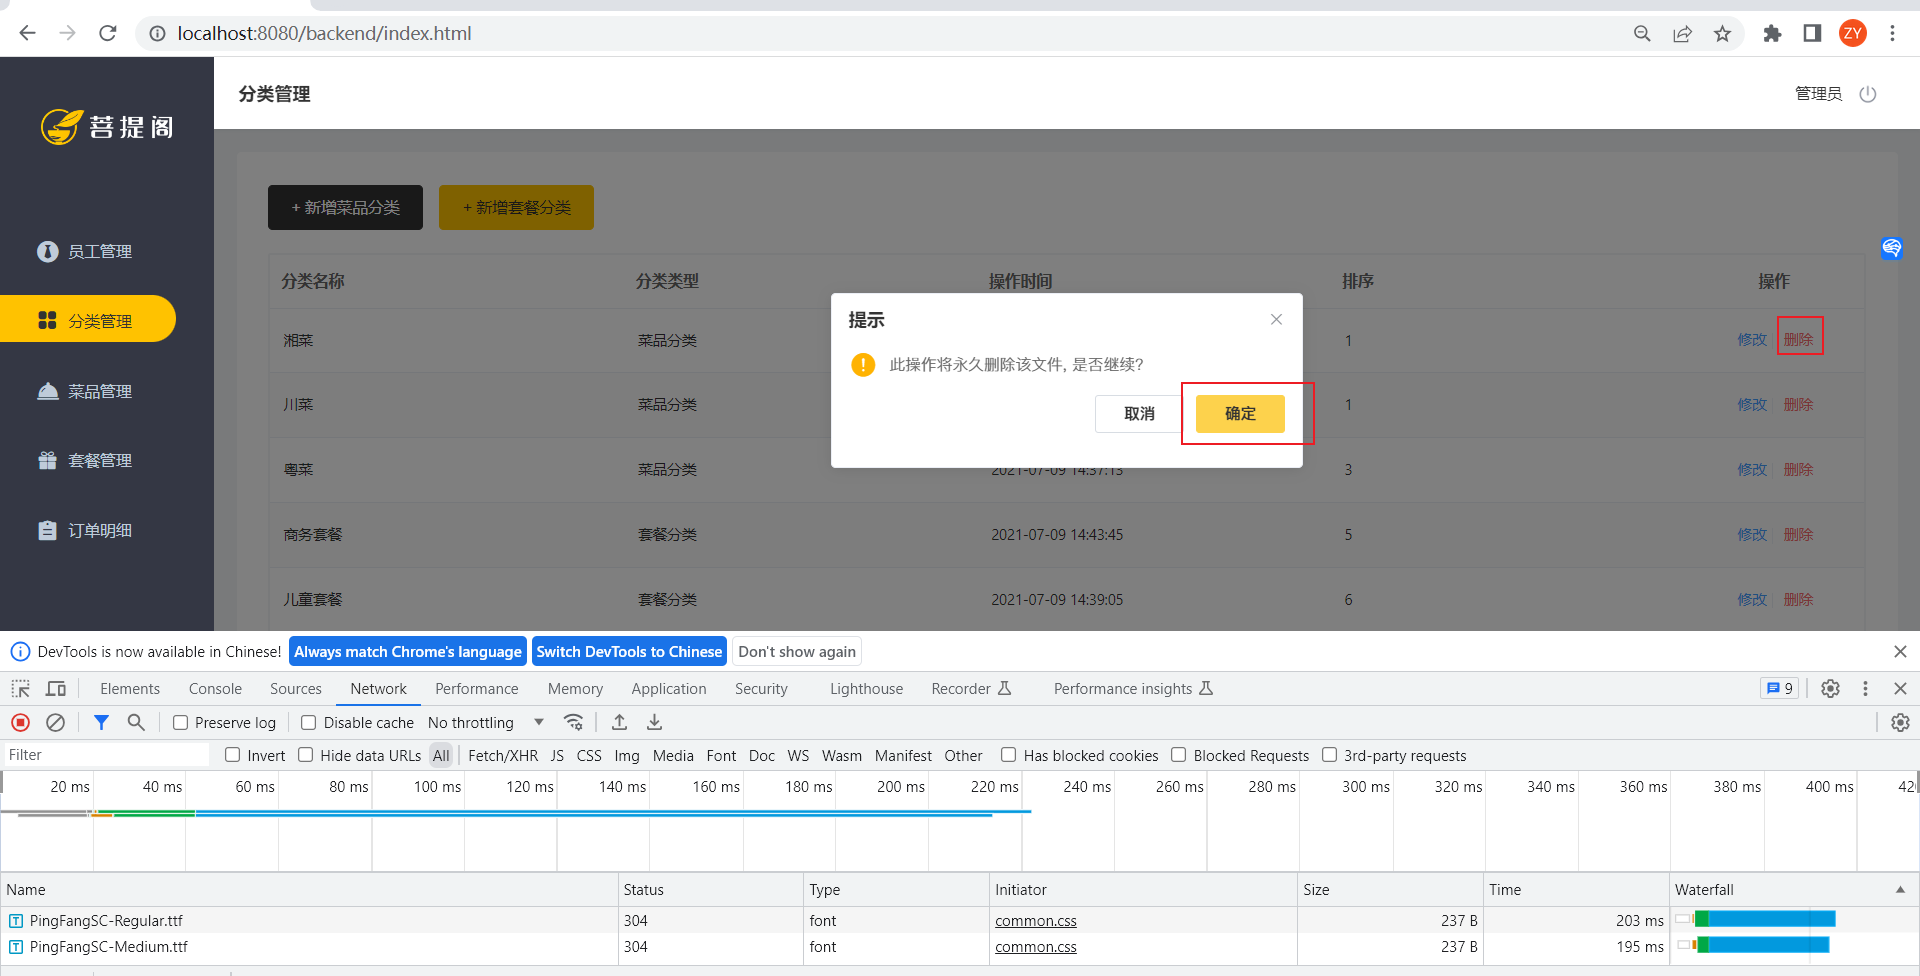 localhost:8080/backend/index.html
ZY
菩提阁
分类管理
管理员
+ 新增菜品分类
+ 新增套餐分类
员工管理
分类管理
菜品管理
套餐管理
订单明细
分类名称 分类类型 操作时间 排序 操作
湘菜 菜品分类 1 修改 删除
川菜 菜品分类 1 修改 删除
粤菜 菜品分类 2021-07-09 14:37:13 3 修改 删除
商务套餐 套餐分类 2021-07-09 14:43:45 5 修改 删除
儿童套餐 套餐分类 2021-07-09 14:39:05 6 修改 删除
提示
此操作将永久删除该文件, 是否继续?
取消 确定
DevTools is now available in Chinese! Always match Chrome's language Switch DevTools to Chinese Don't show again
Elements Console Sources Network Performance Memory Application Security Lighthouse Recorder Performance insights 9
Preserve log Disable cache No throttling
Filter Invert Hide data URLs All Fetch/XHR JS CSS Img Media Font Doc WS Wasm Manifest Other Has blocked cookies Blocked Requests 3rd-party requests
20 ms 40 ms 60 ms 80 ms 100 ms 120 ms 140 ms 160 ms 180 ms 200 ms 220 ms 240 ms 260 ms 280 ms 300 ms 320 ms 340 ms 360 ms 380 ms 400 ms
Name Status Type Initiator Size Time Waterfall
PingFangSC-Regular.ttf 304 font common.css 237 B 203 ms
PingFangSC-Medium.ttf 304 font common.css 237 B 195 ms